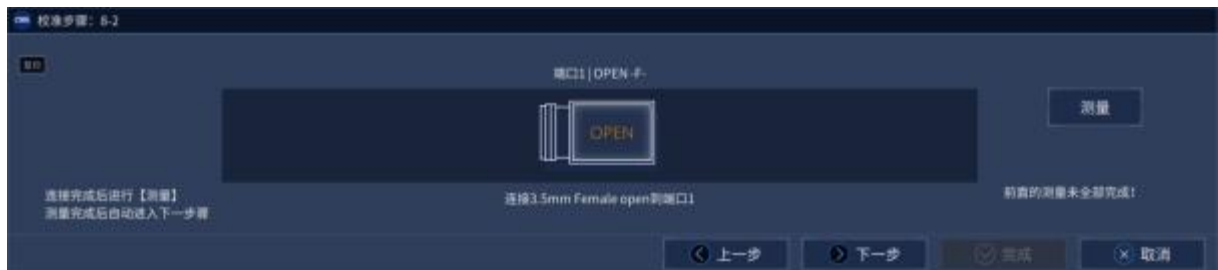 校准步骤：8-2
端口1 | OPEN -F-
OPEN
测量
连接完成后进行【测量】
测量完成后自动进入下一步骤
连接3.5mm Female open到端口1
前面的测量未全部完成！
上一步
下一步
完成
取消